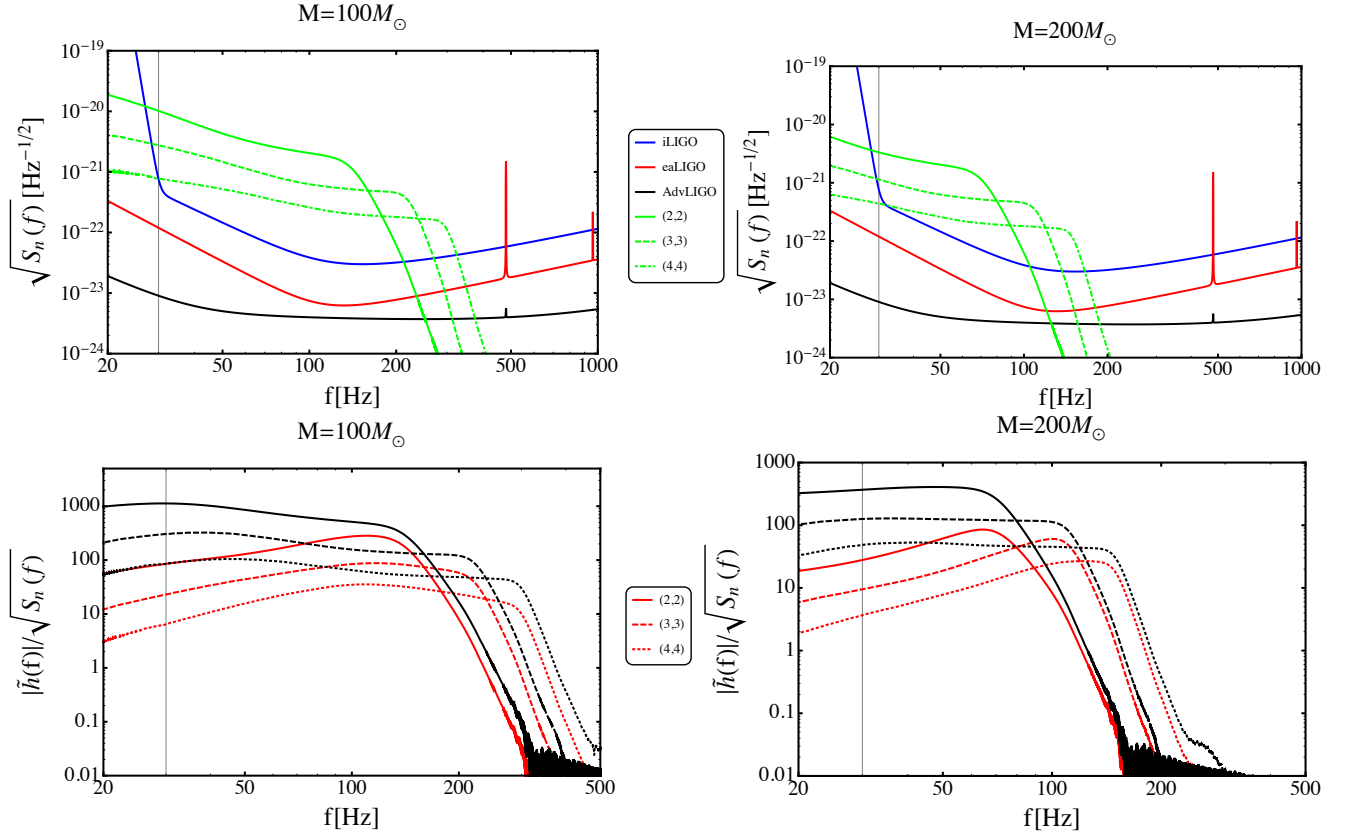 M=100M⊙
M=200M⊙
√Sₙ(f) [Hz⁻¹/²]
10⁻¹⁹
10⁻²⁰
10⁻²¹
10⁻²²
10⁻²³
10⁻²⁴
20 50 100 200 500 1000
f[Hz]
iLIGO
eaLIGO
AdvLIGO
(2,2)
(3,3)
(4,4)
√Sₙ(f) [Hz⁻¹/²]
10⁻¹⁹
10⁻²⁰
10⁻²¹
10⁻²²
10⁻²³
10⁻²⁴
20 50 100 200 500 1000
f[Hz]
M=100M⊙
M=200M⊙
|h̃(f)|/√Sₙ(f)
1000
100
10
1
0.1
0.01
20 50 100 200 500
f[Hz]
(2,2)
(3,3)
(4,4)
|h̃(f)|/√Sₙ(f)
1000
100
10
1
0.1
0.01
20 50 100 200 500
f[Hz]